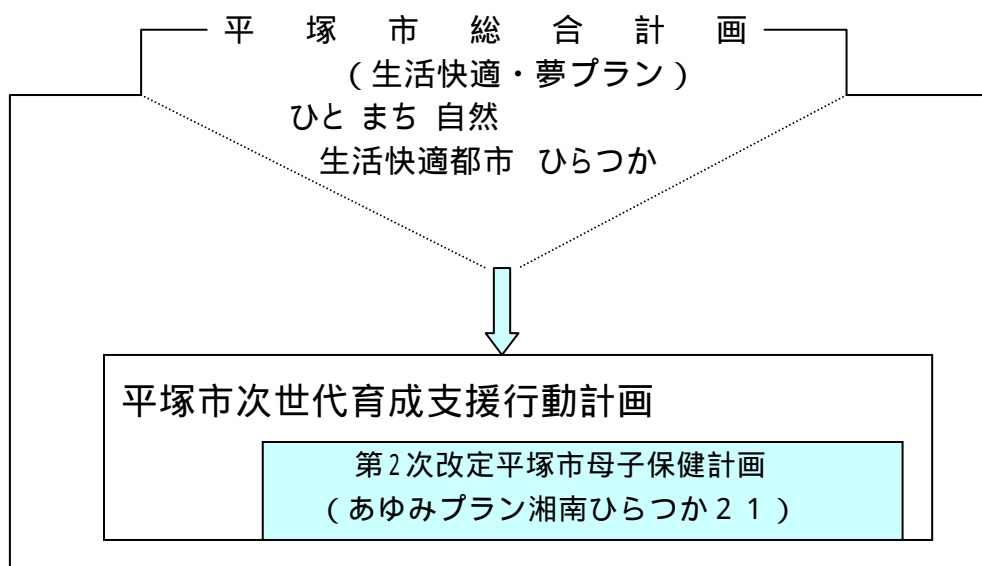 平塚市総合計画
(生活快適・夢プラン)
ひと まち 自然
生活快適都市 ひらつか
平塚市次世代育成支援行動計画
第2次改定平塚市母子保健計画
(あゆみプラン湘南ひらつか21)